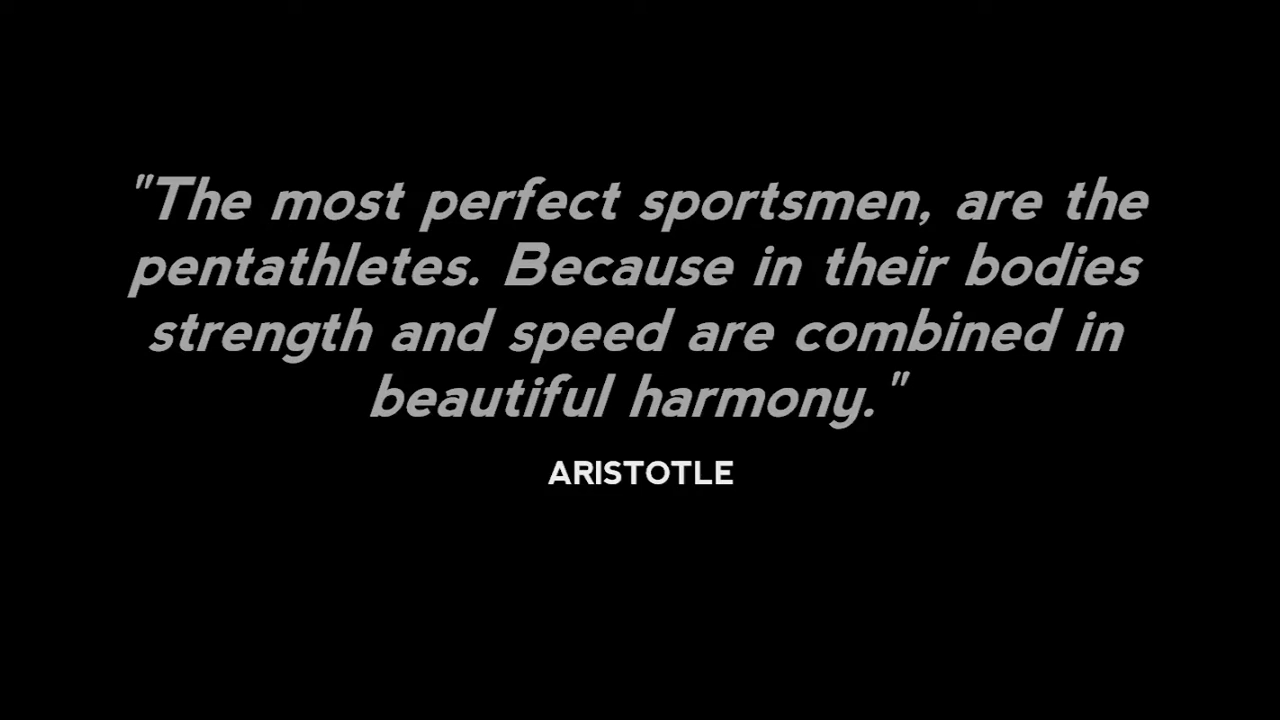 "The most perfect sportsmen, are the
pentathletes. Because in their bodies
strength and speed are combined in
beautiful harmony."
ARISTOTLE